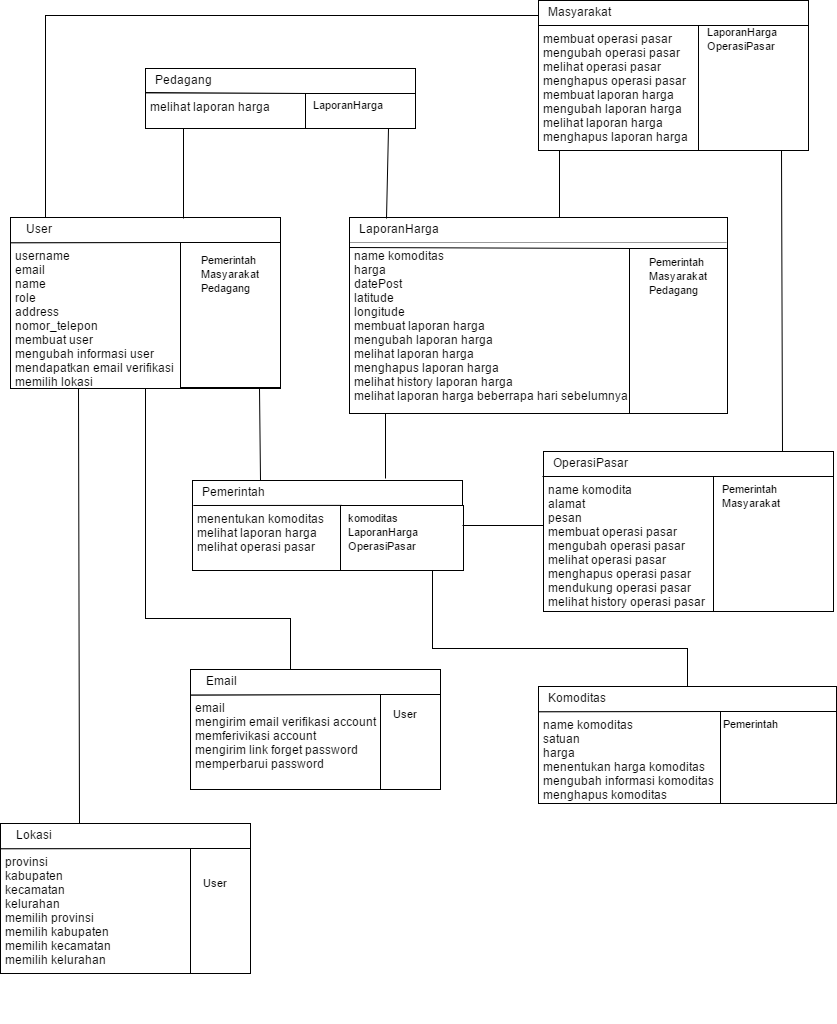 Masyarakat
membuat operasi pasar
mengubah operasi pasar
melihat operasi pasar
menghapus operasi pasar
membuat laporan harga
mengubah laporan harga
melihat laporan harga
menghapus laporan harga
LaporanHarga
OperasiPasar
Pedagang
melihat laporan harga
LaporanHarga
User
username
email
name
role
address
nomor_telepon
membuat user
mengubah informasi user
mendapatkan email verifikasi
memilih lokasi
Pemerintah
Masyarakat
Pedagang
LaporanHarga
name komoditas
harga
datePost
latitude
longitude
membuat laporan harga
mengubah laporan harga
melihat laporan harga
menghapus laporan harga
melihat history laporan harga
melihat laporan harga beberrapa hari sebelumnya
Pemerintah
Masyarakat
Pedagang
Pemerintah
menentukan komoditas
melihat laporan harga
melihat operasi pasar
komoditas
LaporanHarga
OperasiPasar
OperasiPasar
name komodita
alamat
pesan
membuat operasi pasar
mengubah operasi pasar
melihat operasi pasar
menghapus operasi pasar
mendukung operasi pasar
melihat history operasi pasar
Pemerintah
Masyarakat
Email
email
mengirim email verifikasi account
memferivikasi account
mengirim link forget password
memperbarui password
User
Komoditas
name komoditas
satuan
harga
menentukan harga komoditas
mengubah informasi komoditas
menghapus komoditas
Pemerintah
Lokasi
provinsi
kabupaten
kecamatan
kelurahan
memilih provinsi
memilih kabupaten
memilih kecamatan
memilih kelurahan
User